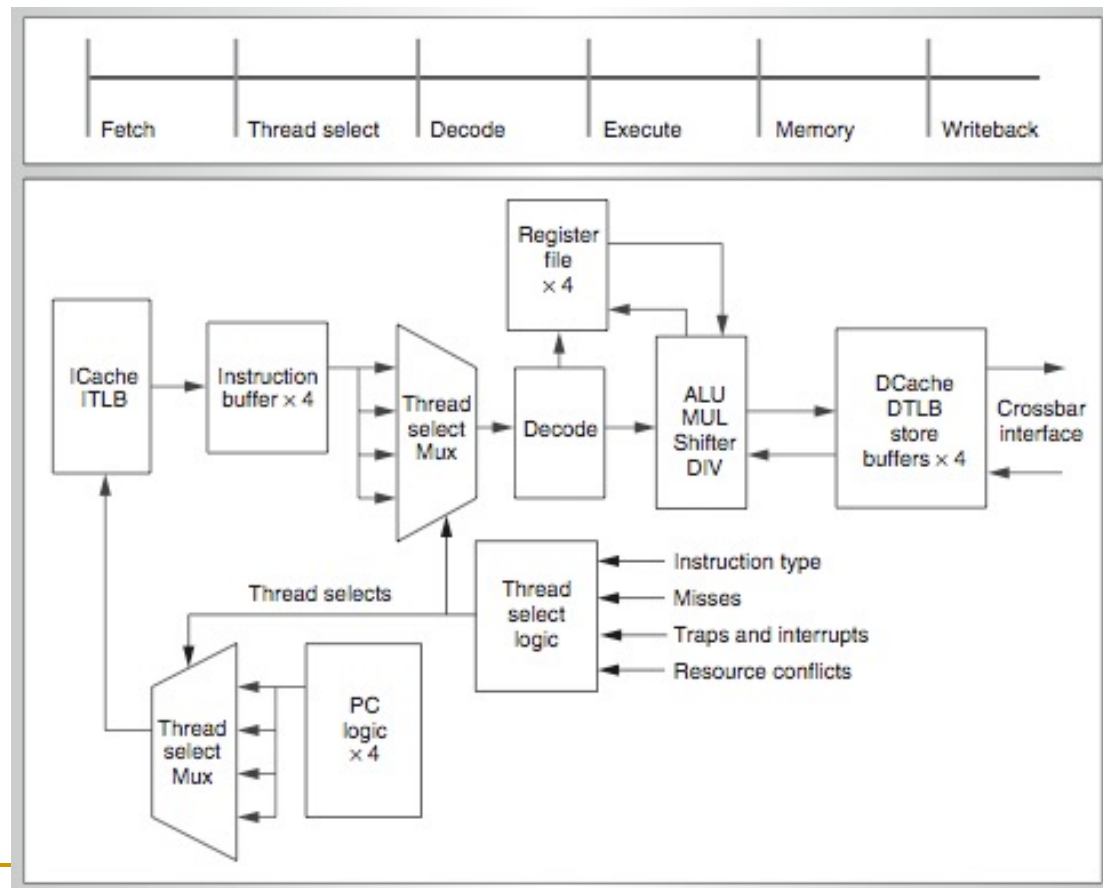 Fetch
Thread select
Decode
Execute
Memory
Writeback
Register
file
× 4
ICache
ITLB
Instruction
buffer × 4
Thread
select
Mux
Decode
ALU
MUL
Shifter
DIV
DCache
DTLB
store
buffers × 4
Crossbar
interface
Thread selects
Thread
select
logic
Instruction type
Misses
Traps and interrupts
Resource conflicts
Thread
select
Mux
PC
logic
× 4